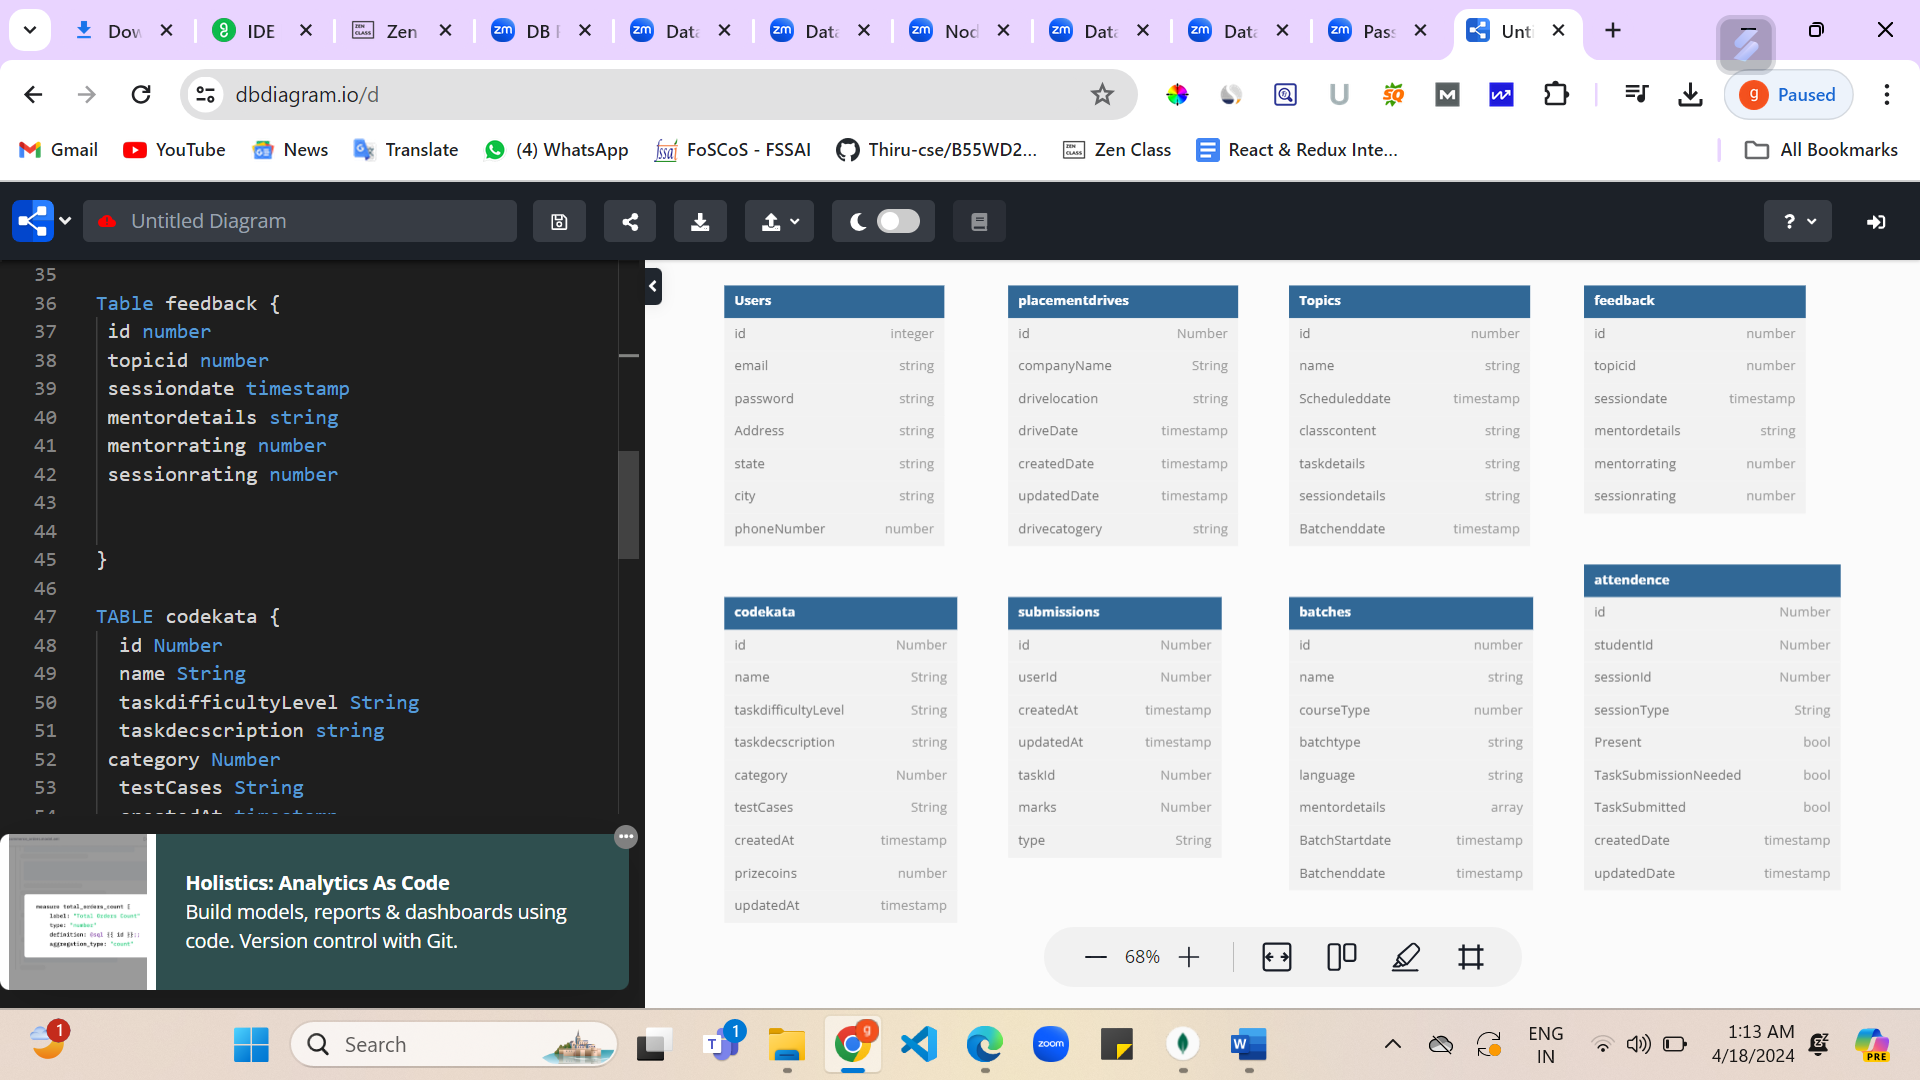 Dow
IDE
Zen
DB
Data
Data
Nod
Data
Data
Pass
Unti
dbdiagram.io/d
Paused
Gmail
YouTube
News
Translate
(4) WhatsApp
FoSCoS - FSSAI
Thiru-cse/B55WD2...
Zen Class
React & Redux Inte...
All Bookmarks
Untitled Diagram
?
35
36 Table feedback {
37 id number
38 topicid number
39 sessiondate timestamp
40 mentordetails string
41 mentorrating number
42 sessionrating number
43
44
45 }
46
47 TABLE codekata {
48 id Number
49 name String
50 taskdifficultyLevel String
51 taskdecscription string
52 category Number
53 testCases String
54 createdAt timestamp
Holistics: Analytics As Code
Build models, reports & dashboards using
code. Version control with Git.
Users
id integer
email string
password string
Address string
state string
city string
phoneNumber number
placementdrives
id Number
companyName String
drivelocation string
driveDate timestamp
createdDate timestamp
updatedDate timestamp
drivecatogery string
Topics
id number
name string
Scheduleddate timestamp
classcontent string
taskdetails string
sessiondetails string
Batchenddate timestamp
feedback
id number
topicid number
sessiondate timestamp
mentordetails string
mentorrating number
sessionrating number
codekata
id Number
name String
taskdifficultyLevel String
taskdecscription string
category Number
testCases String
createdAt timestamp
prizecoins number
updatedAt timestamp
submissions
id Number
userId Number
createdAt timestamp
updatedAt timestamp
taskId Number
marks Number
type String
batches
id number
name string
courseType number
batchtype string
language string
mentordetails array
BatchStartdate timestamp
Batchenddate timestamp
attendence
id Number
studentId Number
sessionId Number
sessionType String
Present bool
TaskSubmissionNeeded bool
TaskSubmitted bool
createdDate timestamp
updatedDate timestamp
68%
1
Search
1
ENG
IN
1:13 AM
4/18/2024
PRE